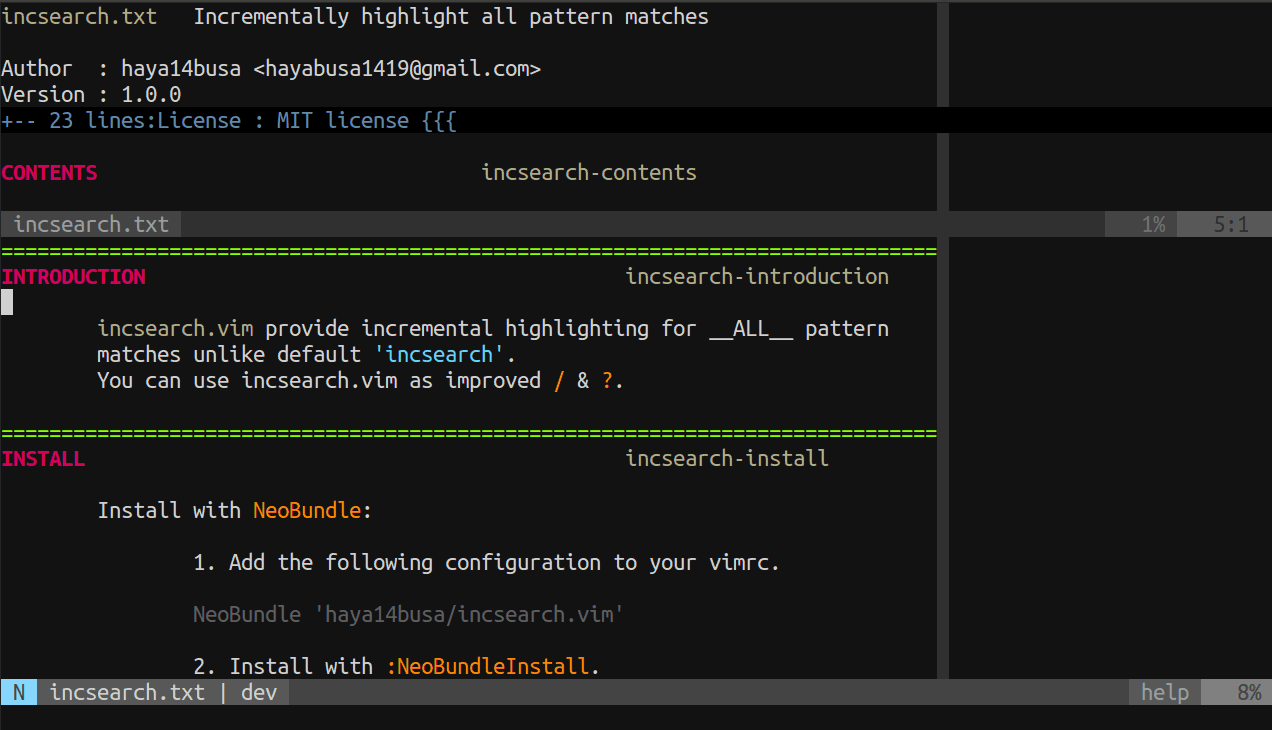 incsearch.txt   Incrementally highlight all pattern matches
Author  : haya14busa <hayabusa1419@gmail.com>
Version : 1.0.0
+-- 23 lines:License : MIT license {{{
CONTENTS                                incsearch-contents
incsearch.txt 1% 5:1
==============================================================================
INTRODUCTION                                        incsearch-introduction
incsearch.vim provide incremental highlighting for __ALL__ pattern
matches unlike default 'incsearch'.
You can use incsearch.vim as improved / & ?.
==============================================================================
INSTALL                                             incsearch-install
Install with NeoBundle:
1. Add the following configuration to your vimrc.
NeoBundle 'haya14busa/incsearch.vim'
2. Install with :NeoBundleInstall.
N incsearch.txt | dev help 8%